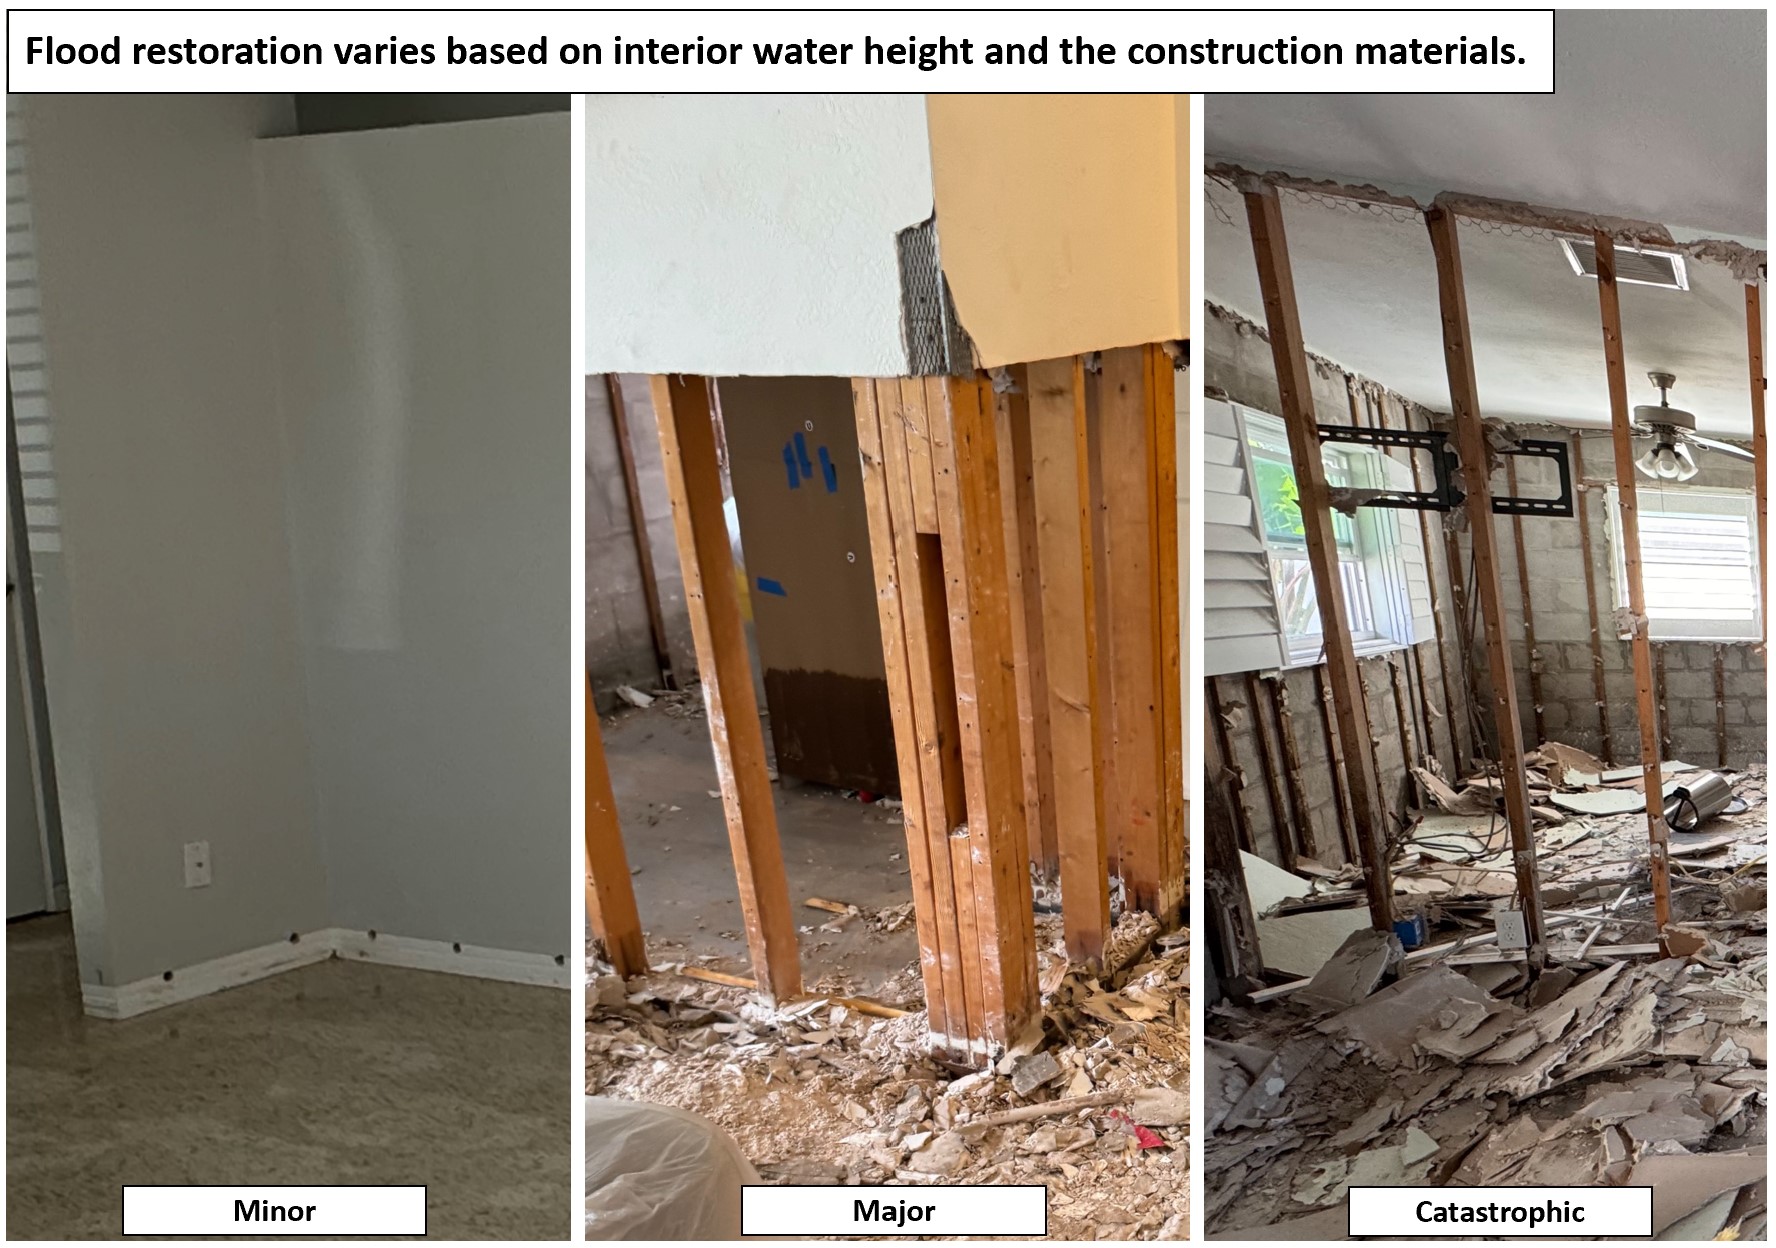 Flood restoration varies based on interior water height and the construction materials.
Minor
Major
Catastrophic